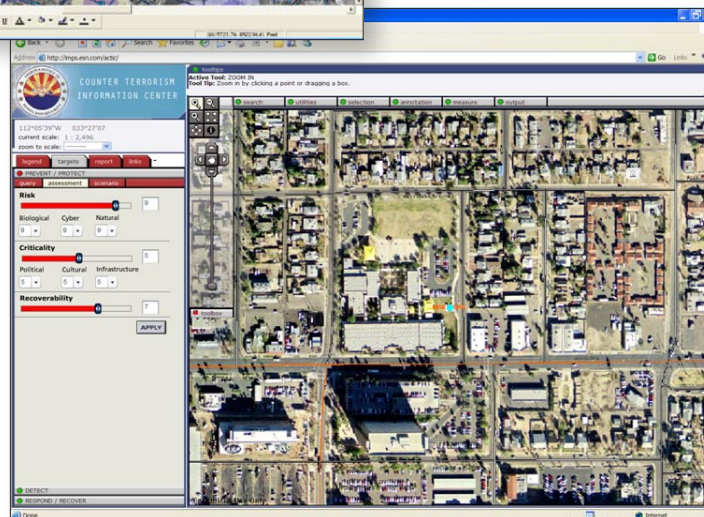 Back
Search
Favorites
Address http://imps.esri.com/actic/
Go
Links
COUNTER TERRORISM
INFORMATION CENTER
tooltips
Active Tool: ZOOM IN
Tool Tip: Zoom in by clicking a point or dragging a box.
search
utilities
selection
annotation
measure
output
112°05'39"W 033°27'07
current scale: 1 : 2,496
zoom to scale:
legend
targets
report
links
PREVENT / PROTECT
query
assessment
scenario
Risk
9
Biological Cyber Natural
9 9 9
Criticality
5
Political Cultural Infrastructure
5 5 5
Recoverability
7
APPLY
toolbox
DETECT
RESPOND / RECOVER
Done
Internet